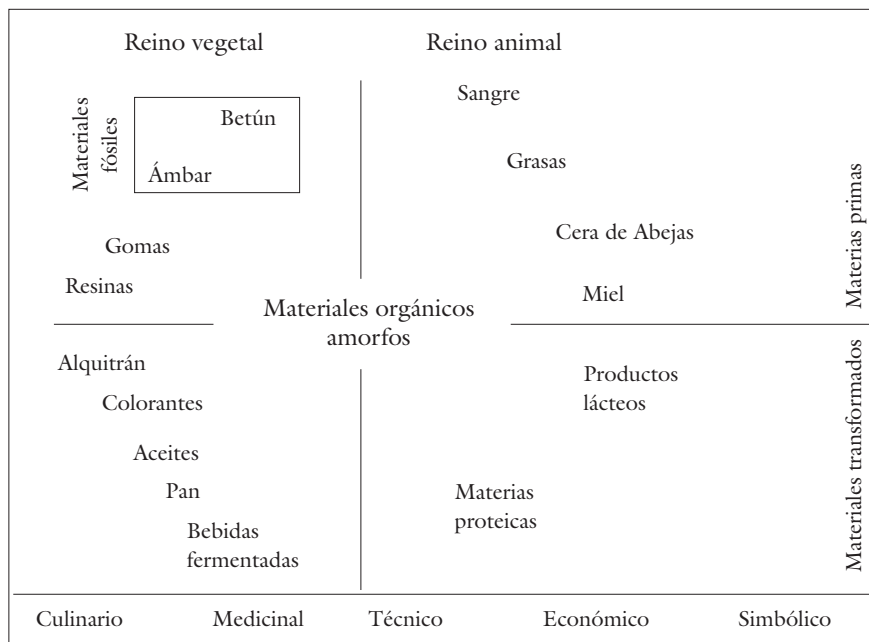 Reino vegetal
Reino animal
Materiales
fósiles
Betún
Ámbar
Gomas
Resinas
Sangre
Grasas
Cera de Abejas
Miel
Materias primas
Materiales orgánicos
amorfos
Alquitrán
Colorantes
Aceites
Pan
Bebidas
fermentadas
Productos
lácteos
Materias
proteicas
Materiales transformados
Culinario
Medicinal
Técnico
Económico
Simbólico